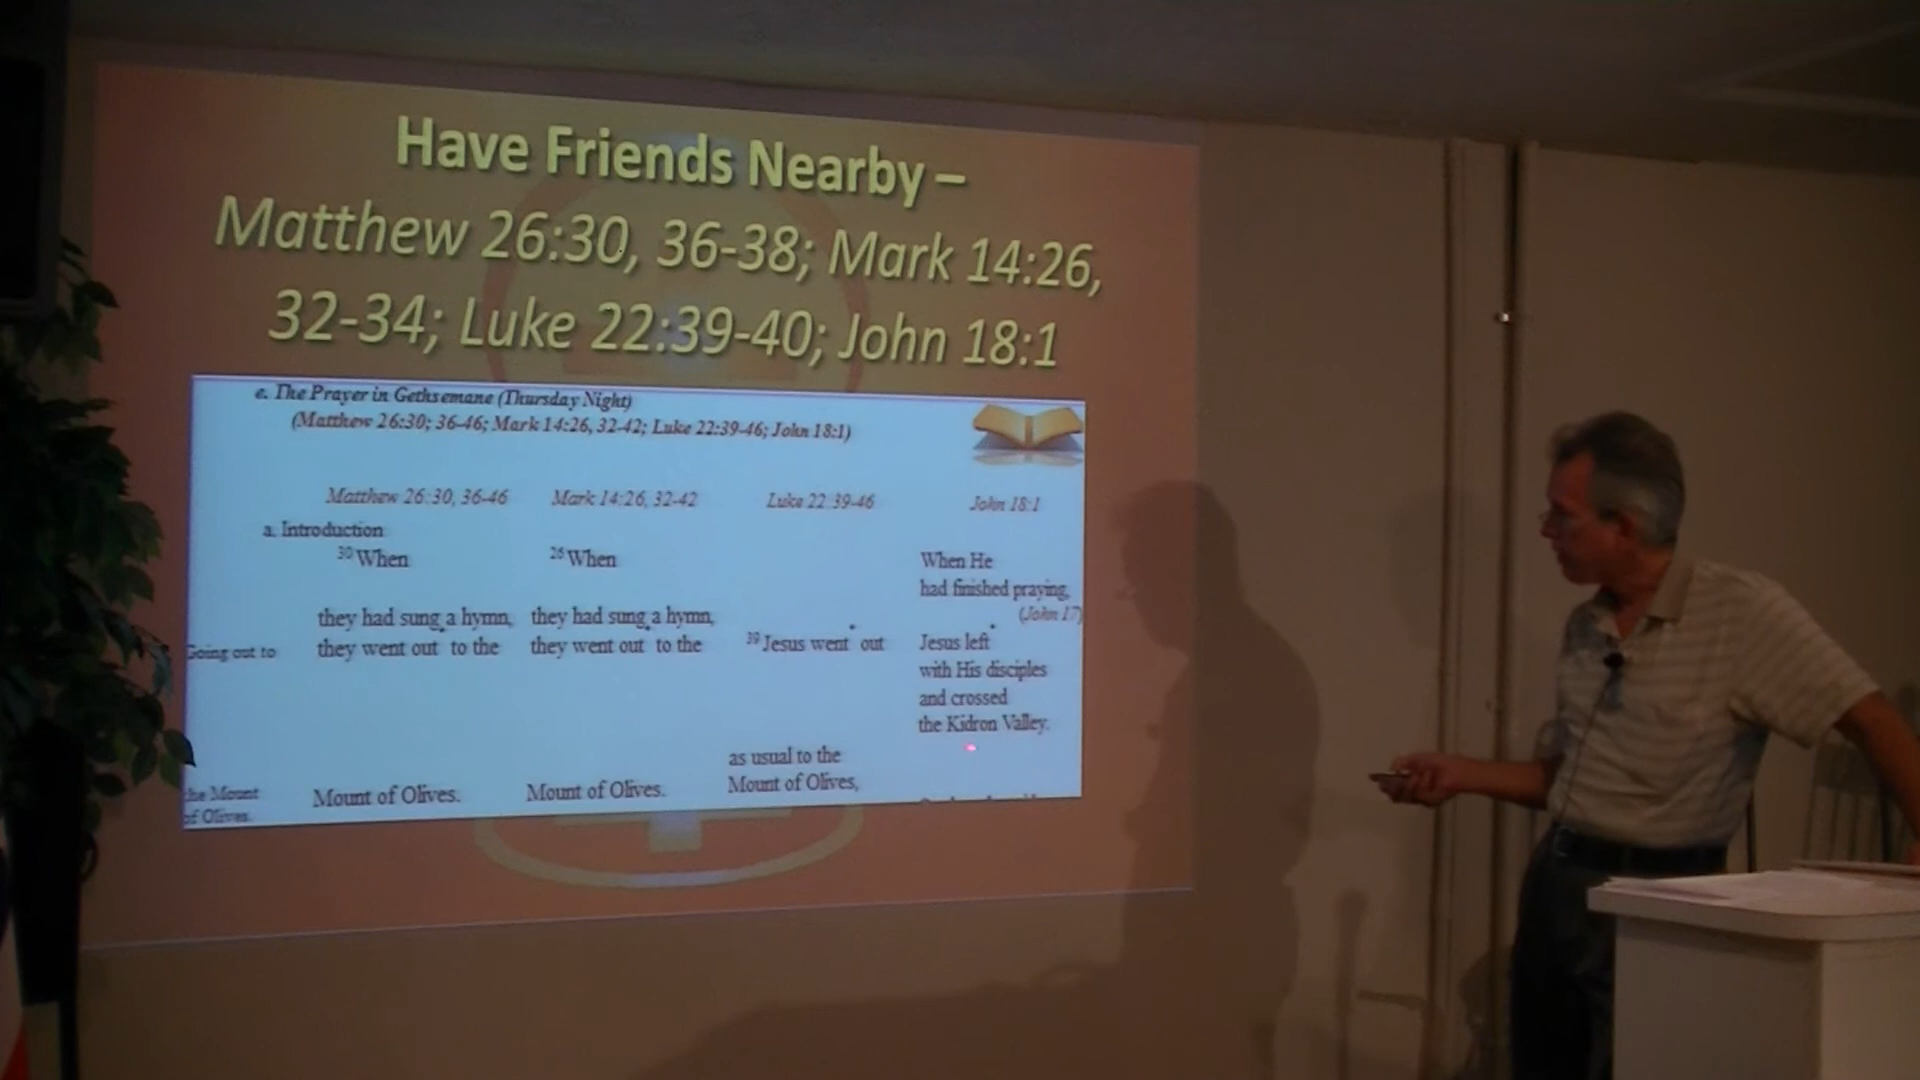 Have Friends Nearby –
Matthew 26:30, 36-38; Mark 14:26,
32-34; Luke 22:39-40; John 18:1
e. The Prayer in Gethsemane (Thursday Night)
(Matthew 26:30; 36-46; Mark 14:26, 32-42; Luke 22:39-46; John 18:1)
Matthew 26:30, 36-46 Mark 14:26, 32-42 Luke 22:39-46 John 18:1
a. Introduction
30 When 26 When When He
had finished praying,
they had sung a hymn, they had sung a hymn, (John 17)
Going out to they went out to the they went out to the 39 Jesus went out Jesus left
with His disciples
and crossed
the Kidron Valley.
as usual to the
the Mount Mount of Olives. Mount of Olives. Mount of Olives,
of Olives.